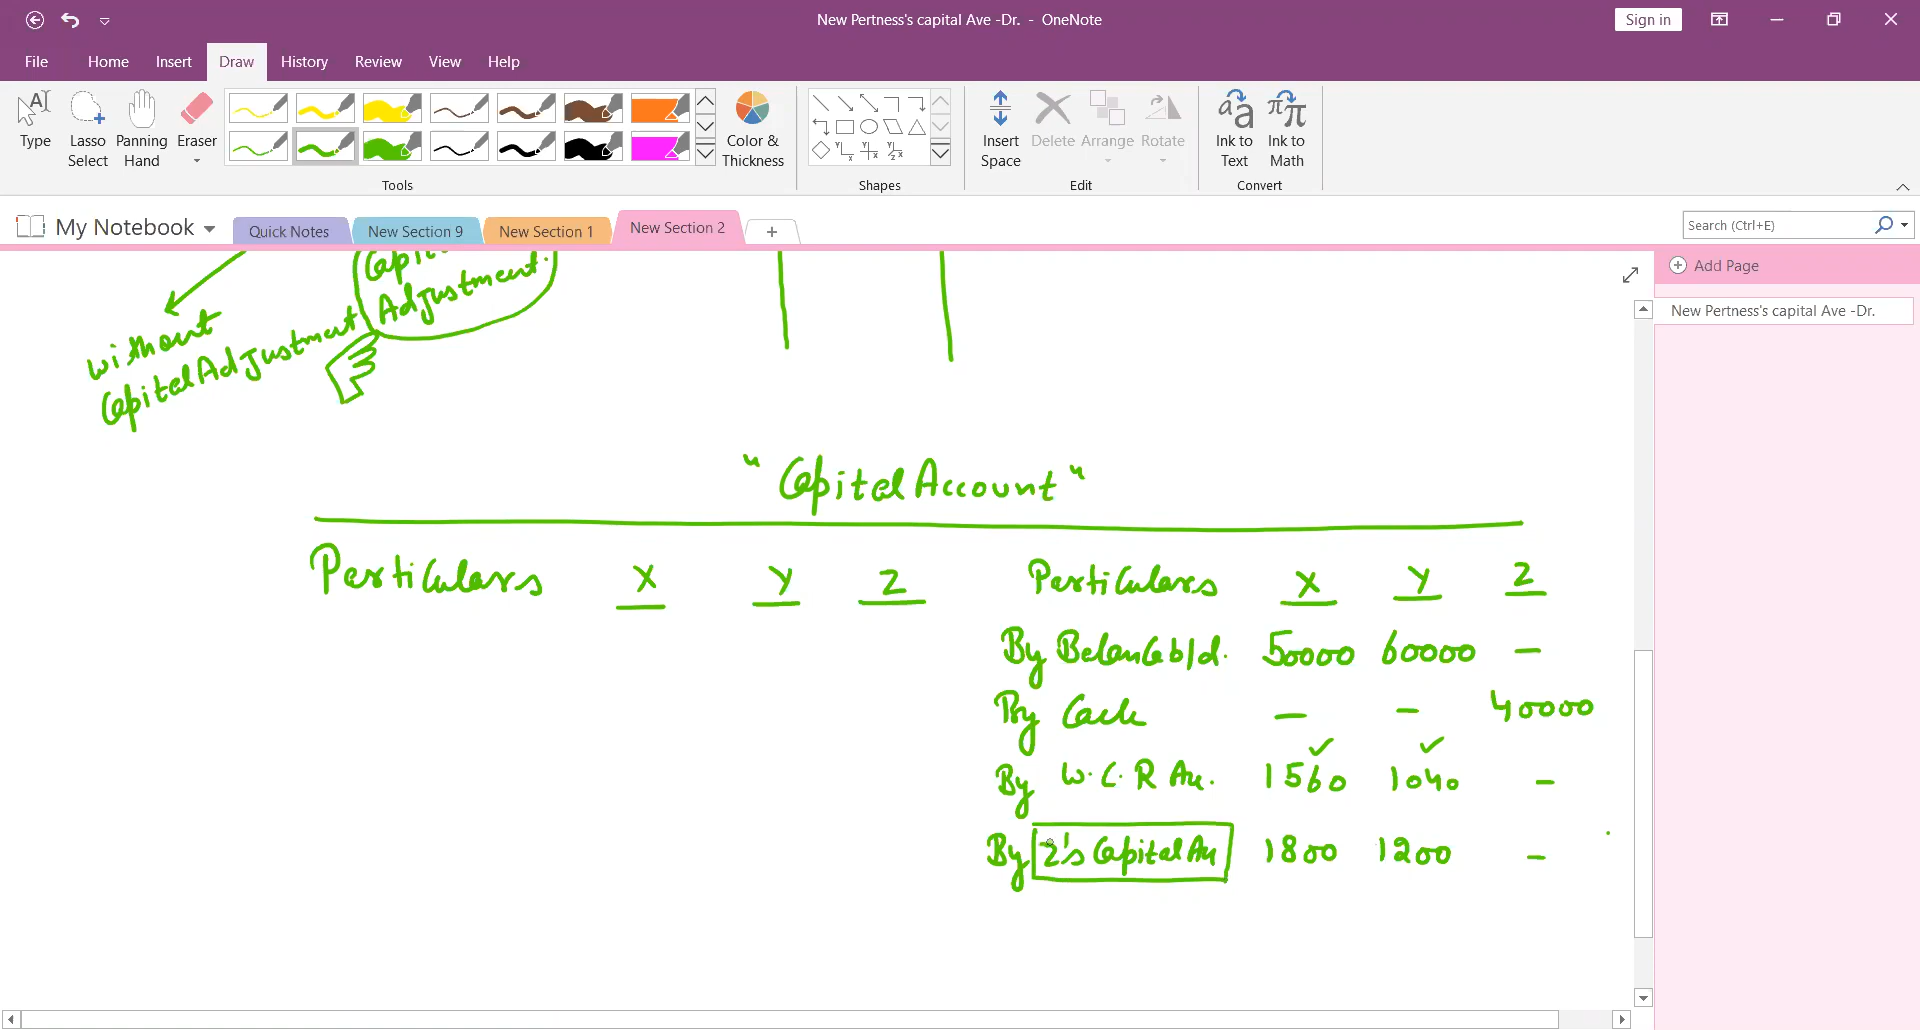 New Pertness's capital Ave -Dr. - OneNote
Sign in
File Home Insert Draw History Review View Help
Type
Lasso Select
Panning Hand
Eraser
Color & Thickness
Insert Space
Delete
Arrange
Rotate
Ink to Text
Ink to Math
Tools
Shapes
Edit
Convert
My Notebook
Quick Notes
New Section 9
New Section 1
New Section 2
Search (Ctrl+E)
Add Page
New Pertness's capital Ave -Dr.
Adjustment.
without
Capital Adjustment
"Capital Account"
Particulars X Y Z Particulars X Y Z
By Balance b/d. 50000 60000 -
By Cash - - 40000
By W.C.R A/c. 1560 1040 -
By Z's Capital A/c 1800 1200 -